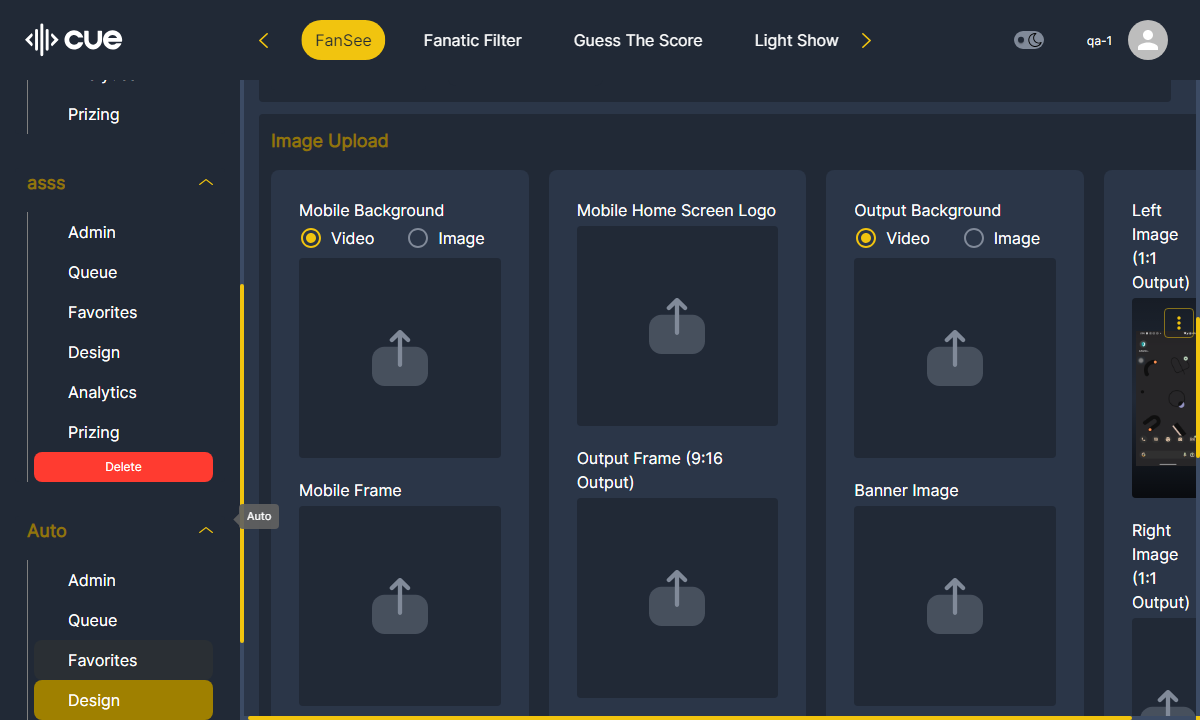 cue
FanSee
Fanatic Filter
Guess The Score
Light Show
qa-1
Prizing
asss
Admin
Queue
Favorites
Design
Analytics
Prizing
Delete
Auto
Auto
Admin
Queue
Favorites
Design
Image Upload
Mobile Background
Video
Image
Mobile Frame
Mobile Home Screen Logo
Output Frame (9:16
Output)
Output Background
Video
Image
Banner Image
Left
Image
(1:1
Output)
Right
Image
(1:1
Output)